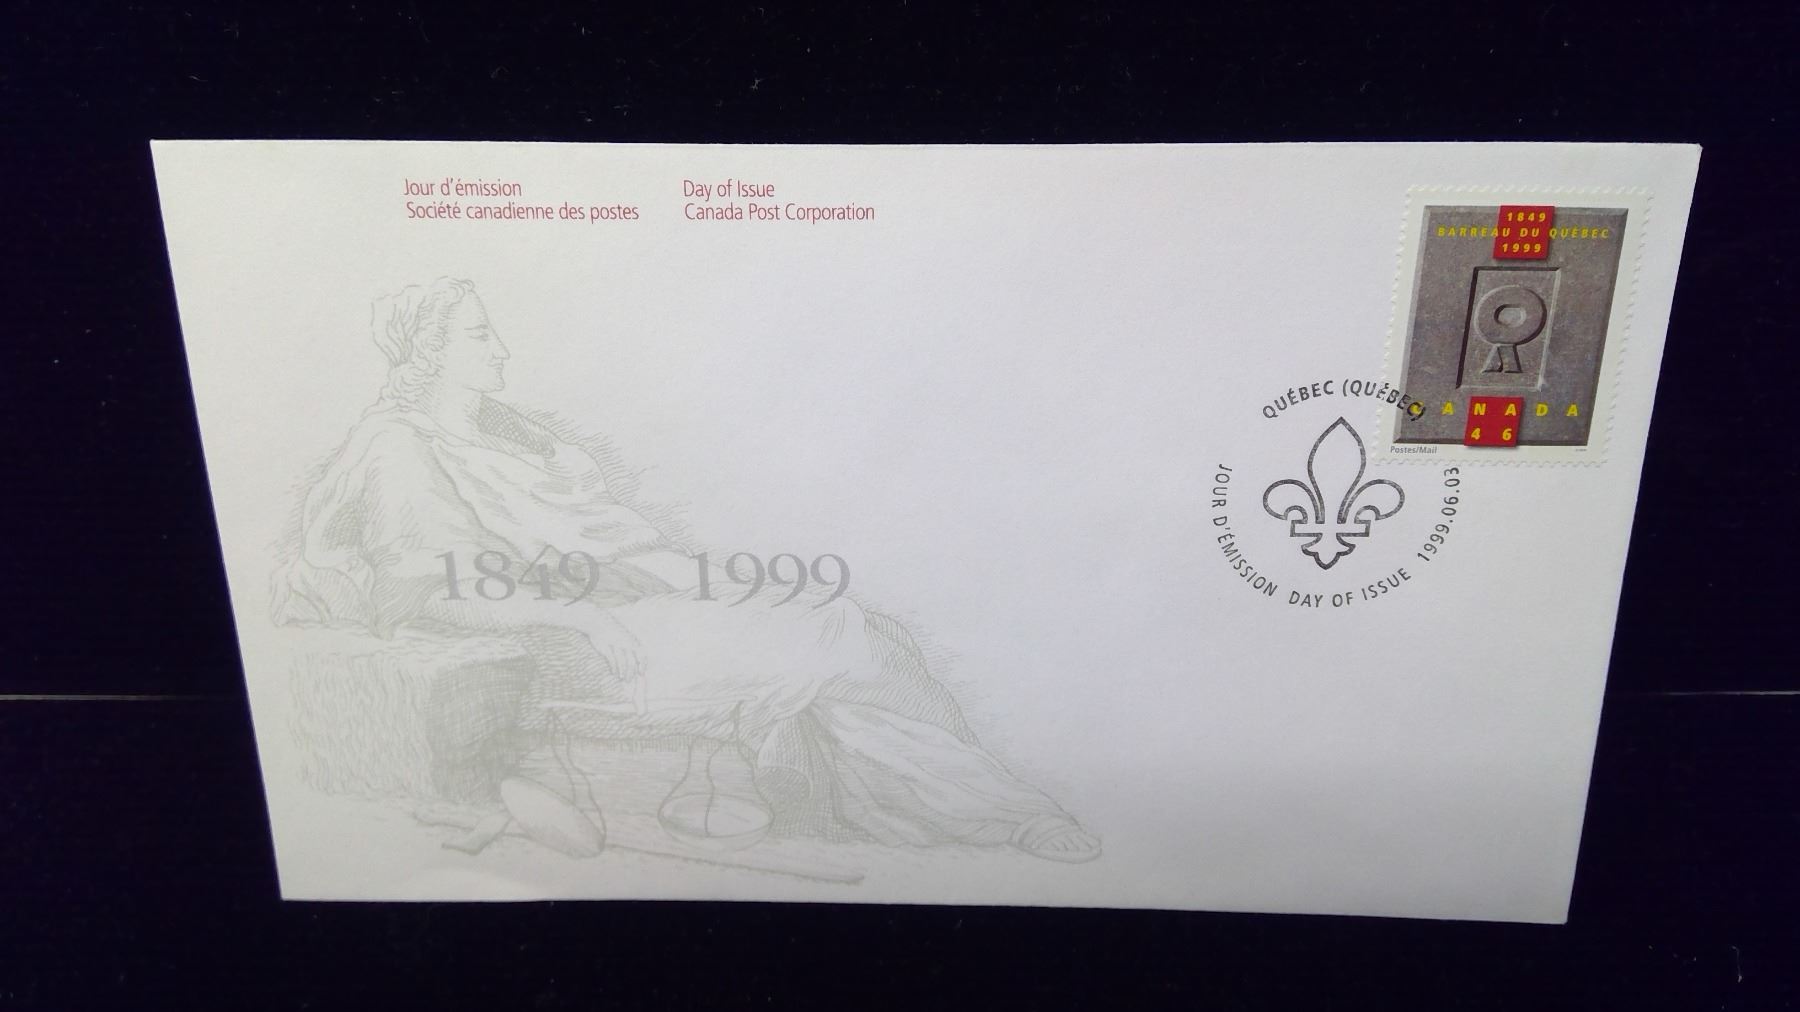 Jour d'émission
Société canadienne des postes
Day of Issue
Canada Post Corporation
1849
BARREAU DU QUÉBEC
1999
CANADA
46
Postes/Mail
QUÉBEC (QUÉBEC)
JOUR D'ÉMISSION DAY OF ISSUE 1999.06.03
1849 1999